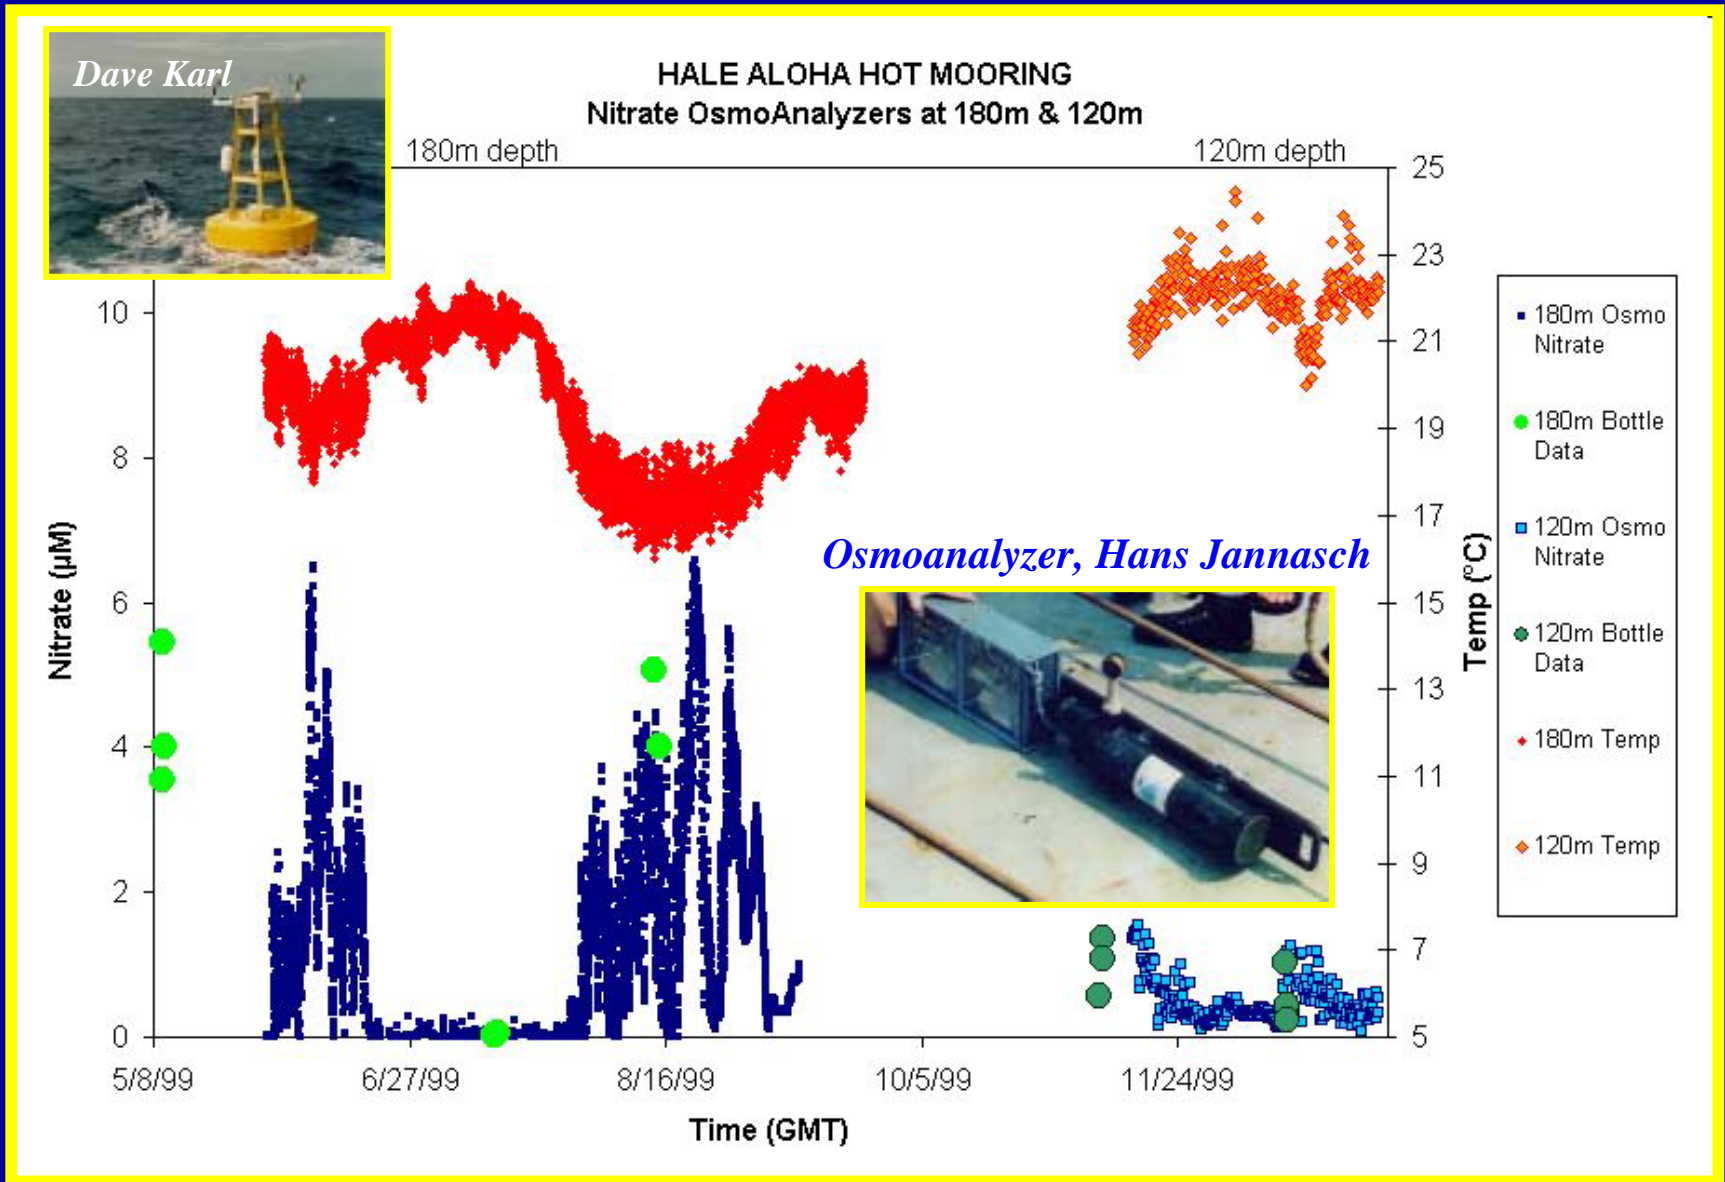 Dave Karl
HALE ALOHA HOT MOORING
Nitrate OsmoAnalyzers at 180m & 120m
180m depth
120m depth
25
23
21
19
17
15
13
11
9
7
5
10
8
6
4
2
0
Nitrate (µM)
Temp (°C)
Osmoanalyzer, Hans Jannasch
180m Osmo
Nitrate
180m Bottle
Data
120m Osmo
Nitrate
120m Bottle
Data
180m Temp
120m Temp
5/8/99
6/27/99
8/16/99
10/5/99
11/24/99
Time (GMT)